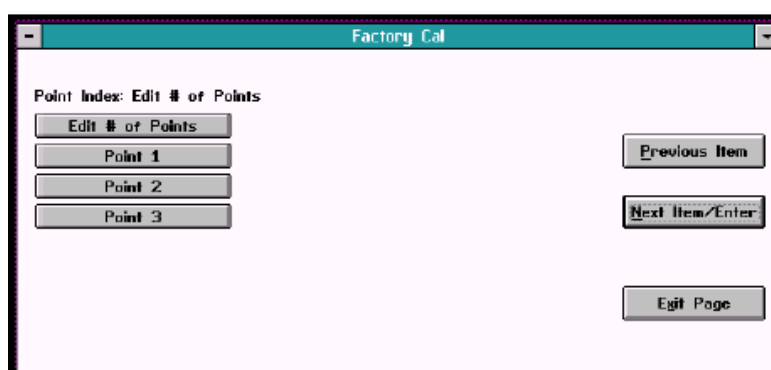 Factory Cal
Point Index: Edit # of Points
Edit # of Points
Point 1
Point 2
Point 3
Previous Item
Next Item/Enter
Exit Page